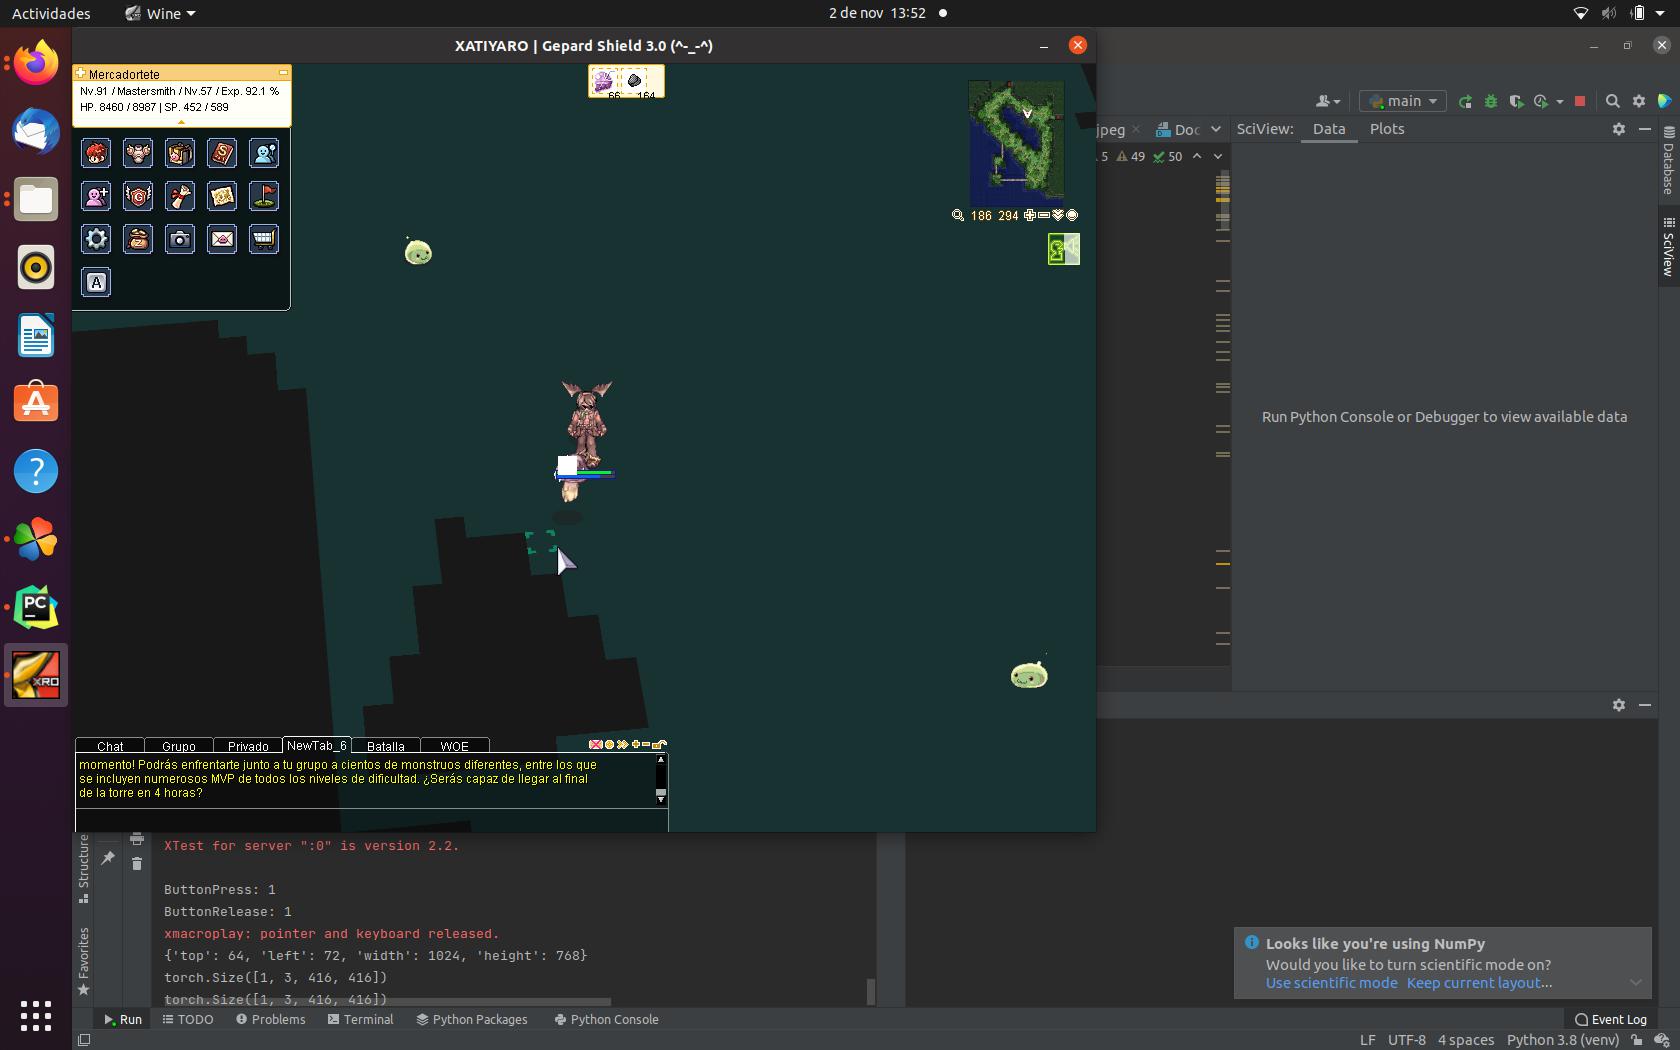 Actividades
Wine
2 de nov 13:52
XATIYARO | Gepard Shield 3.0 (^-_-^)
Mercadortete
Nv.91 / Mastersmith / Nv.57 / Exp. 92.1 %
HP. 8460 / 8987 | SP. 452 / 589
66 164
186 294
A
main
jpeg
Doc
5 49 50
SciView:
Data
Plots
Run Python Console or Debugger to view available data
Database
SciView
PC
XRO
Chat
Grupo
Privado
NewTab_6
Batalla
WOE
momento! Podrás enfrentarte junto a tu grupo a cientos de monstruos diferentes, entre los que
se incluyen numerosos MVP de todos los niveles de dificultad. ¿Serás capaz de llegar al final
de la torre en 4 horas?
Structure
Favorites
XTest for server ":0" is version 2.2.
ButtonPress: 1
ButtonRelease: 1
xmacroplay: pointer and keyboard released.
{'top': 64, 'left': 72, 'width': 1024, 'height': 768}
torch.Size([1, 3, 416, 416])
torch.Size([1, 3, 416, 416])
Looks like you're using NumPy
Would you like to turn scientific mode on?
Use scientific mode Keep current layout...
Run
TODO
Problems
Terminal
Python Packages
Python Console
Event Log
LF UTF-8 4 spaces Python 3.8 (venv)